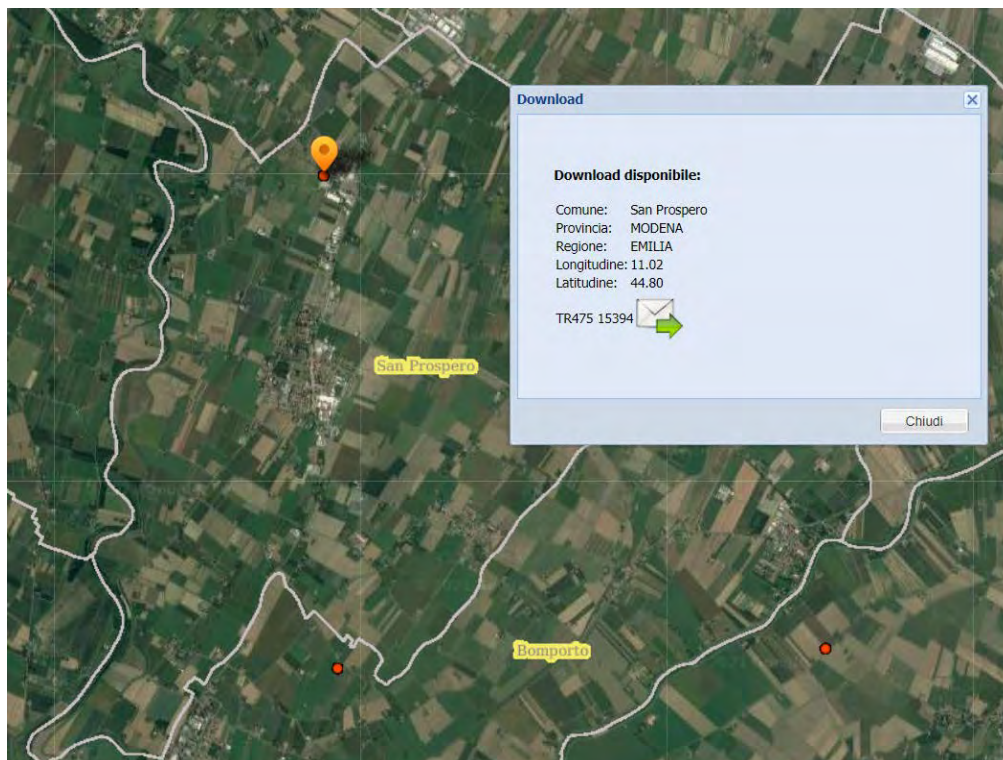 Download
Download disponibile:
Comune: San Prospero
Provincia: MODENA
Regione: EMILIA
Longitudine: 11.02
Latitudine: 44.80
TR475 15394
Chiudi
San Prospero
Bomporto